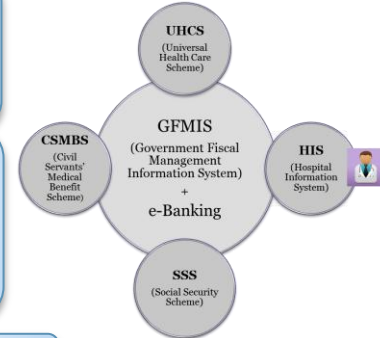 UHCS
(Universal
Health Care
Scheme)
CSMBS
(Civil
Servants'
Medical
Benefit
Scheme)
GFMIS
(Government Fiscal
Management
Information System)
+
e-Banking
HIS
(Hospital
Information
System)
SSS
(Social Security
Scheme)